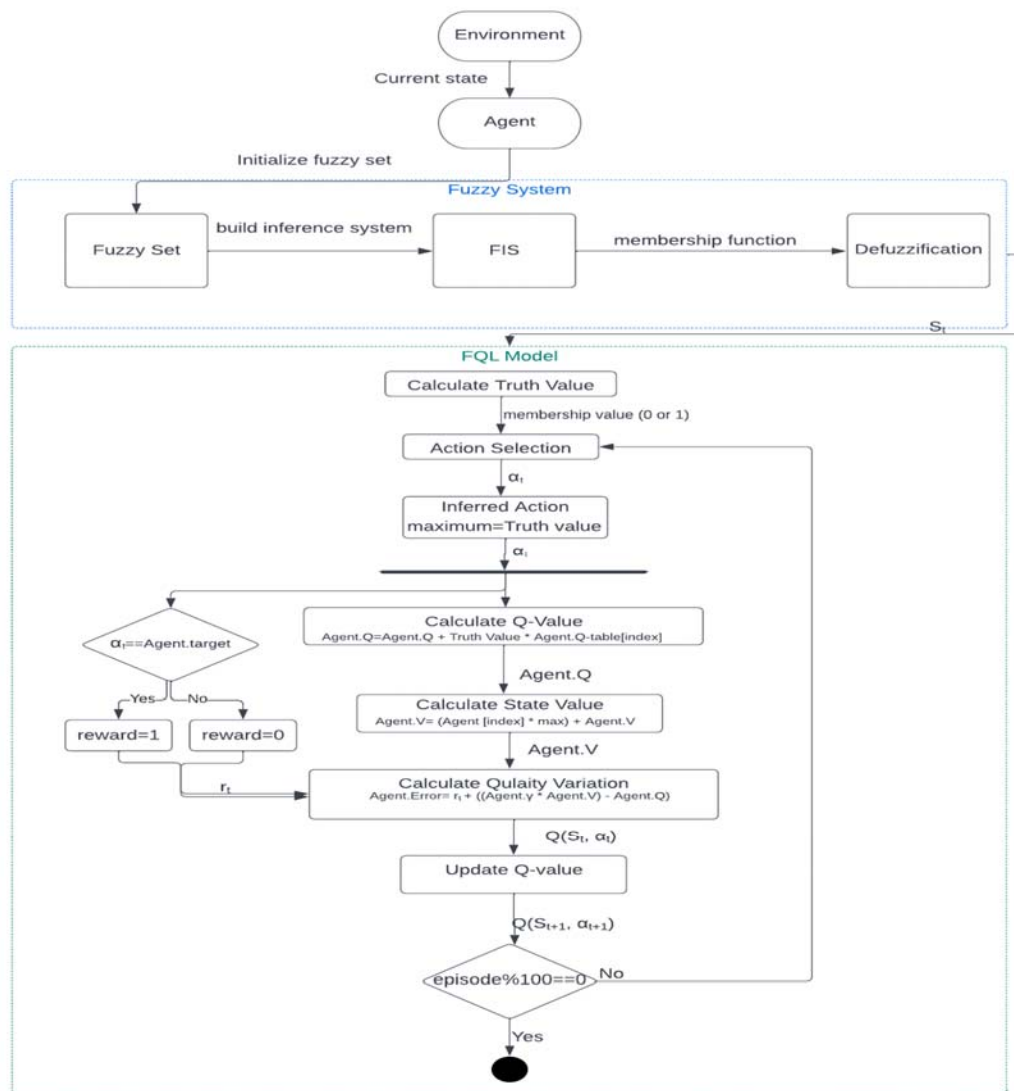 Environment
Current state
Agent
Initialize fuzzy set
Fuzzy System
Fuzzy Set
build inference system
FIS
membership function
Defuzzification
Sₜ
FQL Model
Calculate Truth Value
membership value (0 or 1)
Action Selection
αₜ
Inferred Action
maximum=Truth value
αₜ
αₜ==Agent.target
Yes
No
reward=1
reward=0
rₜ
Calculate Q-Value
Agent.Q=Agent.Q + Truth Value * Agent.Q-table[index]
Agent.Q
Calculate State Value
Agent.V= (Agent [index] * max) + Agent.V
Agent.V
Calculate Qulaity Variation
Agent.Error= rₜ + ((Agent.γ * Agent.V) - Agent.Q)
Q(Sₜ, αₜ)
Update Q-value
Q(Sₜ₊₁, αₜ₊₁)
episode%100==0
No
Yes